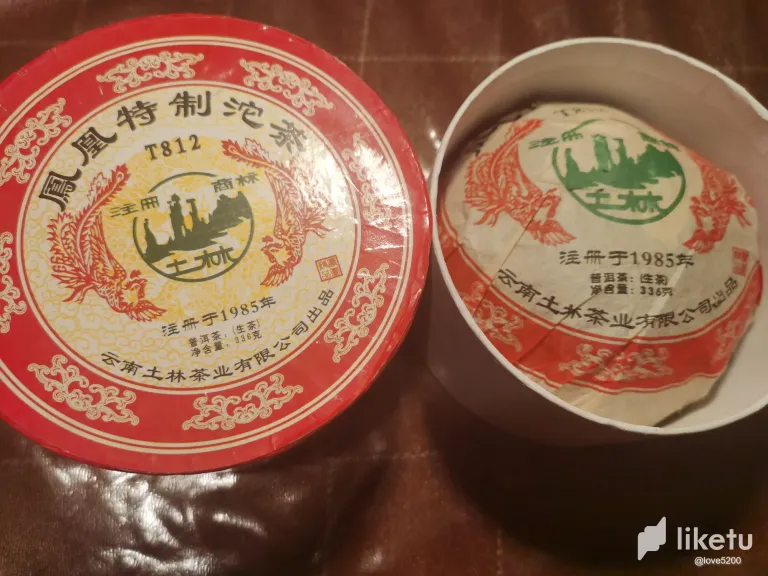 鳳凰特制沱茶
T812
注册 商标
土林
注册于1985年
普洱茶:(生茶)
净含量:336克
云南土林茶业有限公司出品
注册
土林
注册于1985年
普洱茶:(生茶)
净含量:336克
云南土林茶业有限公司出品
liketu
@love5200